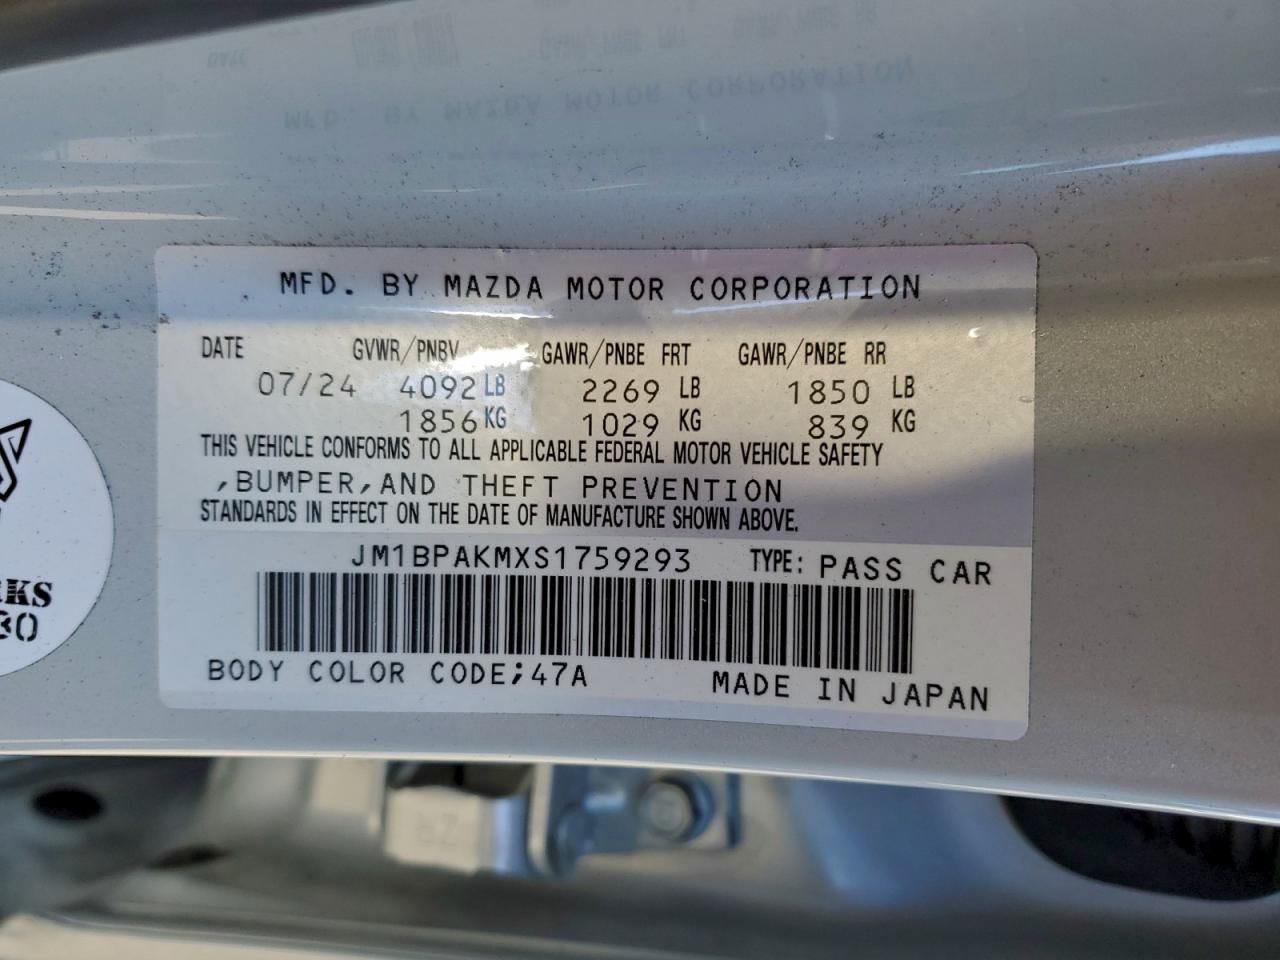 MFD. BY MAZDA MOTOR CORPORATION
DATE GVWR/PNBV GAWR/PNBE FRT GAWR/PNBE RR
07/24 4092 LB 2269 LB 1850 LB
1856 KG 1029 KG 839 KG
THIS VEHICLE CONFORMS TO ALL APPLICABLE FEDERAL MOTOR VEHICLE SAFETY
,BUMPER,AND THEFT PREVENTION
STANDARDS IN EFFECT ON THE DATE OF MANUFACTURE SHOWN ABOVE.
JM1BPAKMXS1759293 TYPE: PASS CAR
BODY COLOR CODE;47A MADE IN JAPAN